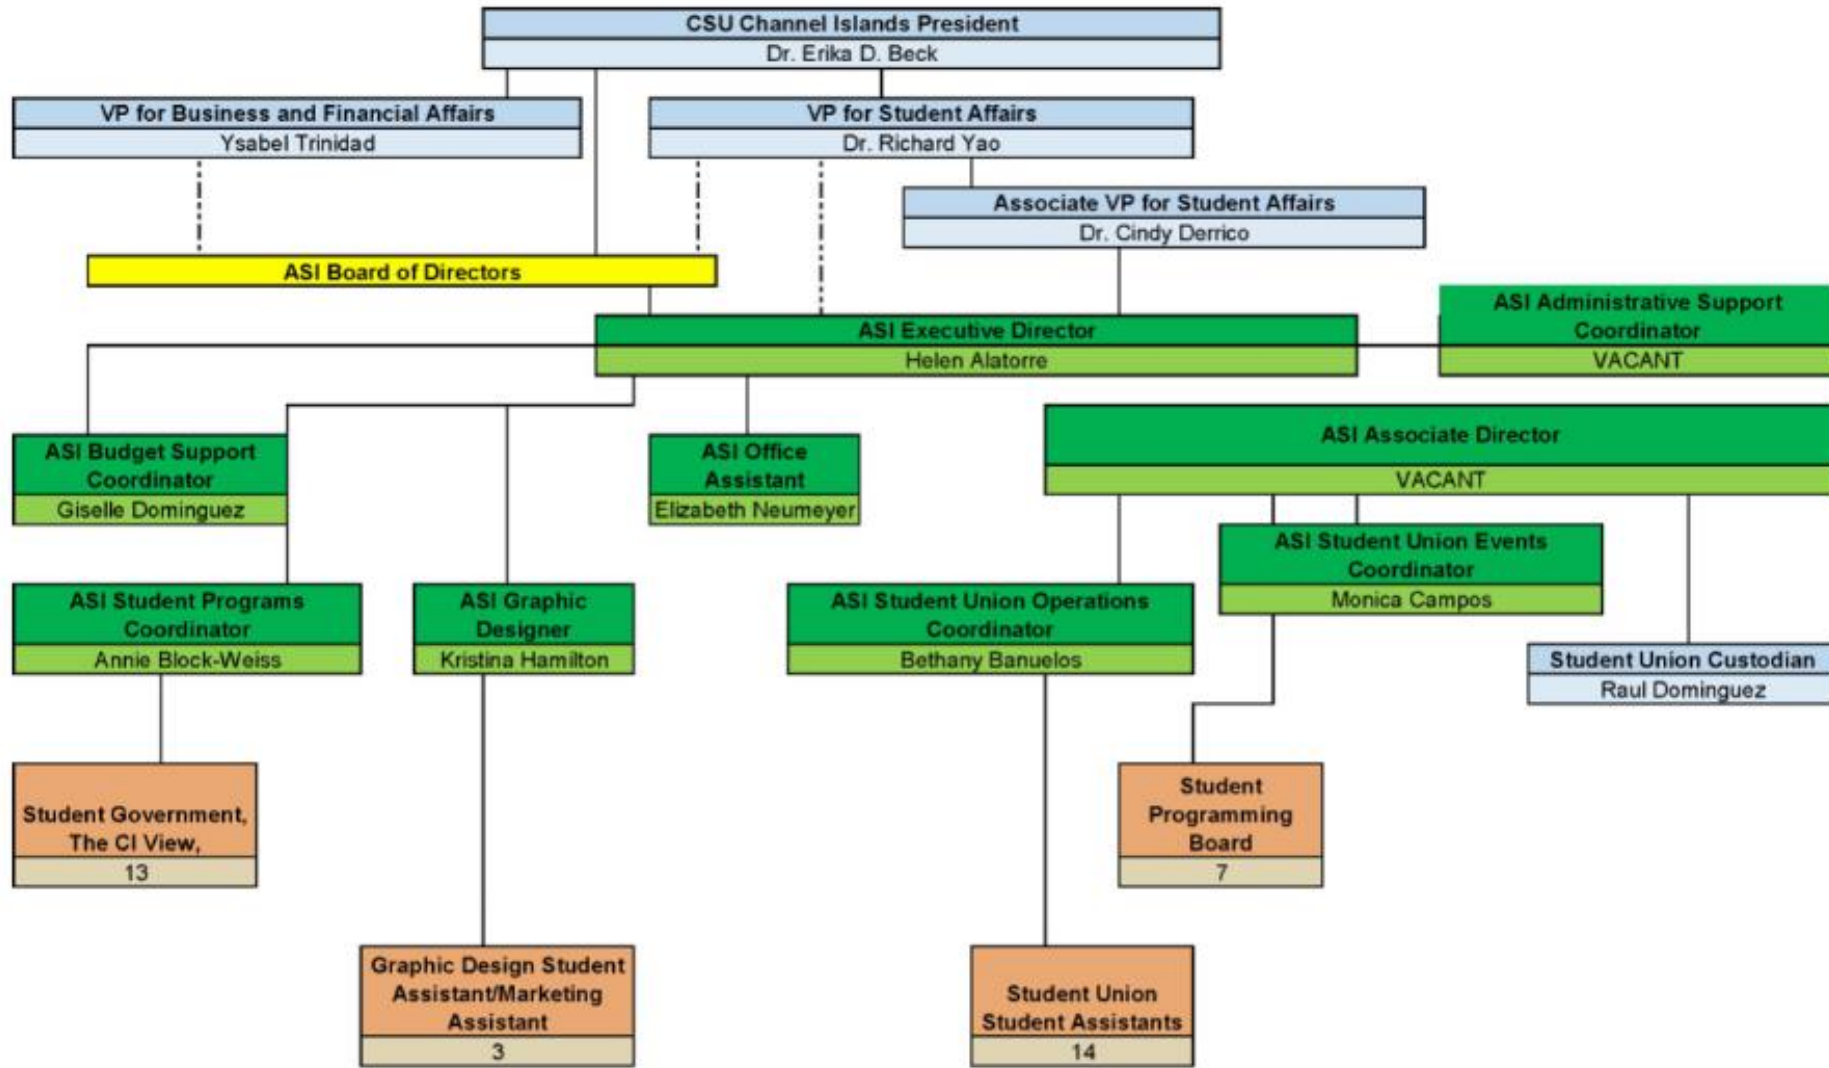 CSU Channel Islands President
Dr. Erika D. Beck
VP for Business and Financial Affairs
Ysabel Trinidad
VP for Student Affairs
Dr. Richard Yao
Associate VP for Student Affairs
Dr. Cindy Derrico
ASI Board of Directors
ASI Executive Director
Helen Alatorre
ASI Administrative Support
Coordinator
VACANT
ASI Budget Support
Coordinator
Giselle Dominguez
ASI Office
Assistant
Elizabeth Neumeyer
ASI Associate Director
VACANT
ASI Student Union Events
Coordinator
Monica Campos
ASI Student Programs
Coordinator
Annie Block-Weiss
ASI Graphic
Designer
Kristina Hamilton
ASI Student Union Operations
Coordinator
Bethany Banuelos
Student Union Custodian
Raul Dominguez
Student Government,
The CI View,
13
Student
Programming
Board
7
Graphic Design Student
Assistant/Marketing
Assistant
3
Student Union
Student Assistants
14